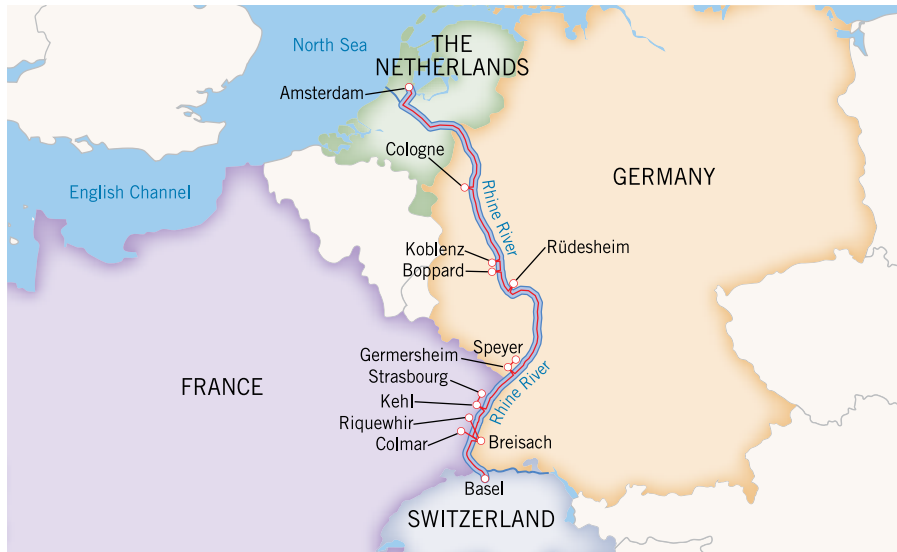 North Sea
THE
NETHERLANDS
Amsterdam
Cologne
English Channel
GERMANY
Rhine River
Koblenz
Rüdesheim
Boppard
Speyer
Germersheim
Strasbourg
FRANCE
Kehl
Rhine River
Riquewhir
Colmar
Breisach
Basel
SWITZERLAND